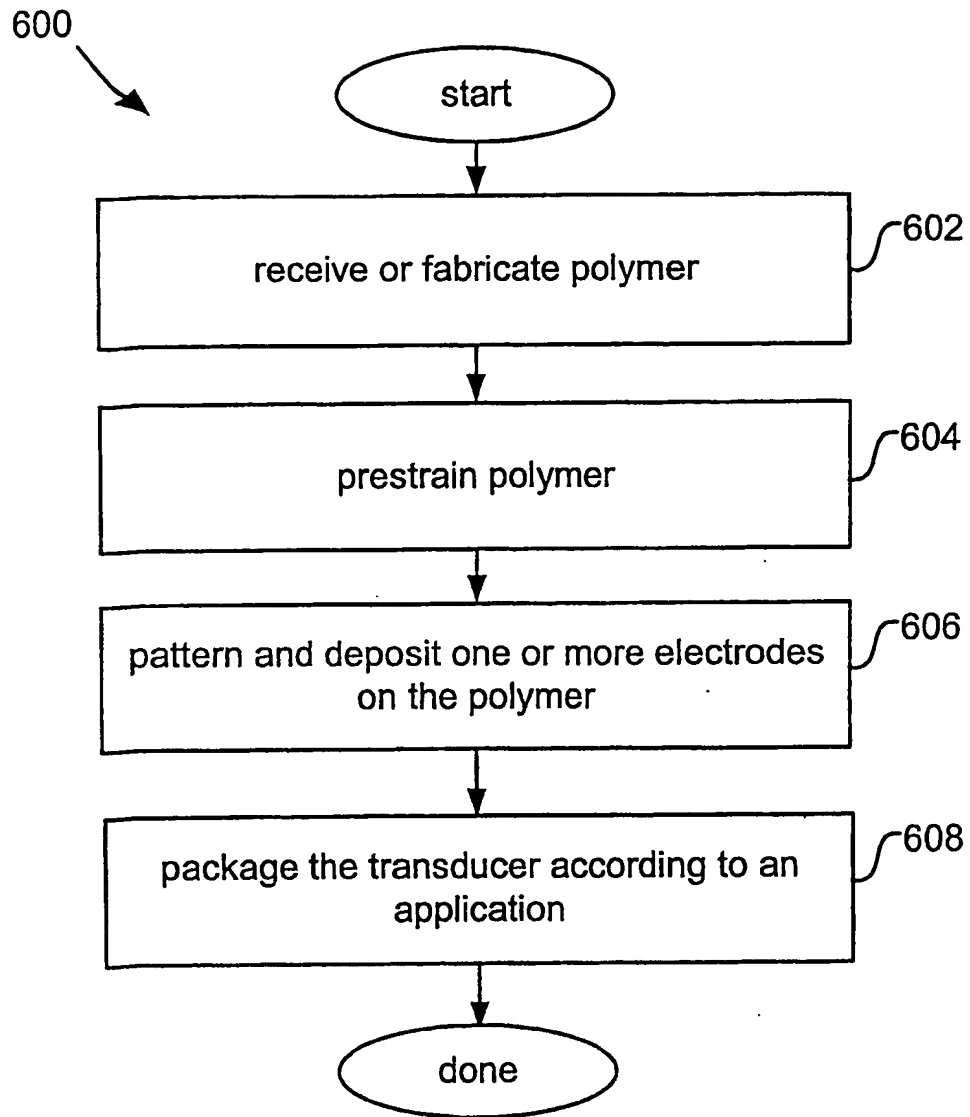 600
start
602
receive or fabricate polymer
604
prestrain polymer
606
pattern and deposit one or more electrodes
on the polymer
608
package the transducer according to an
application
done